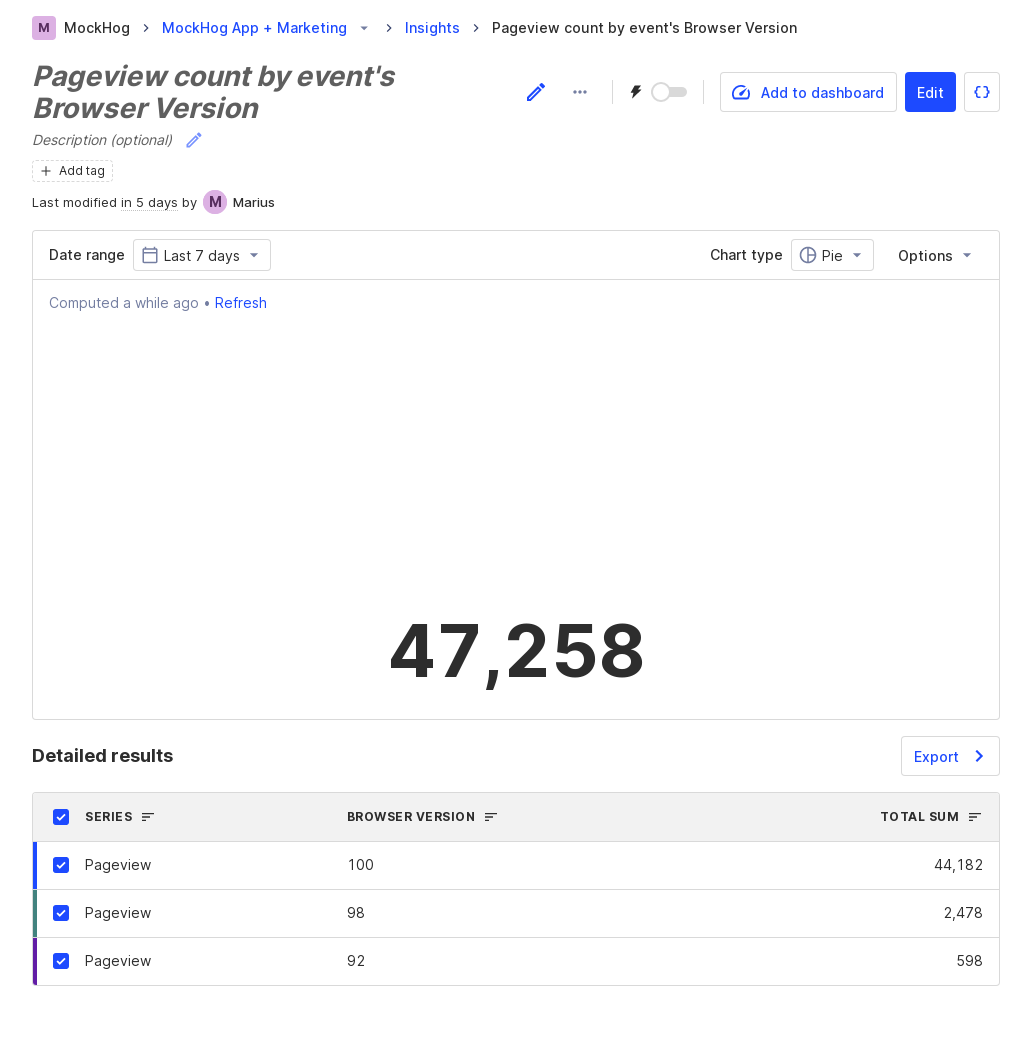 M MockHog MockHog App + Marketing Insights Pageview count by event's Browser Version
Pageview count by event's
Browser Version
Add to dashboard Edit
Description (optional)
Add tag
Last modified in 5 days by M Marius
Date range Last 7 days Chart type Pie Options
Computed a while ago • Refresh
47,258
Detailed results Export
SERIES BROWSER VERSION TOTAL SUM
Pageview 100 44,182
Pageview 98 2,478
Pageview 92 598